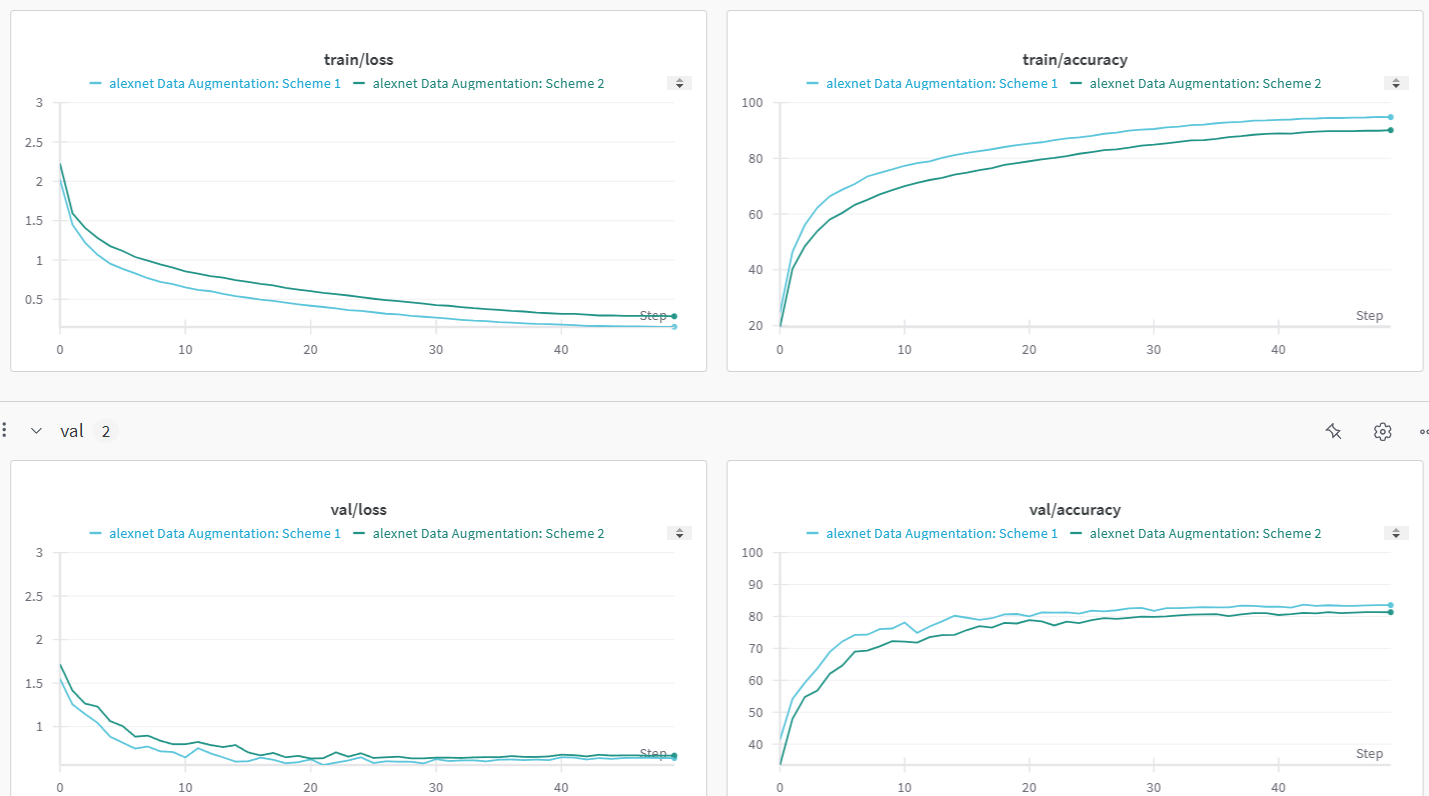 train/loss
alexnet Data Augmentation: Scheme 1 alexnet Data Augmentation: Scheme 2
3
2.5
2
1.5
1
0.5
Step
0 10 20 30 40
train/accuracy
alexnet Data Augmentation: Scheme 1 alexnet Data Augmentation: Scheme 2
100
80
60
40
20
Step
0 10 20 30 40
val 2
val/loss
alexnet Data Augmentation: Scheme 1 alexnet Data Augmentation: Scheme 2
3
2.5
2
1.5
1
Step
0 10 20 30 40
val/accuracy
alexnet Data Augmentation: Scheme 1 alexnet Data Augmentation: Scheme 2
100
90
80
70
60
50
40
Step
0 10 20 30 40